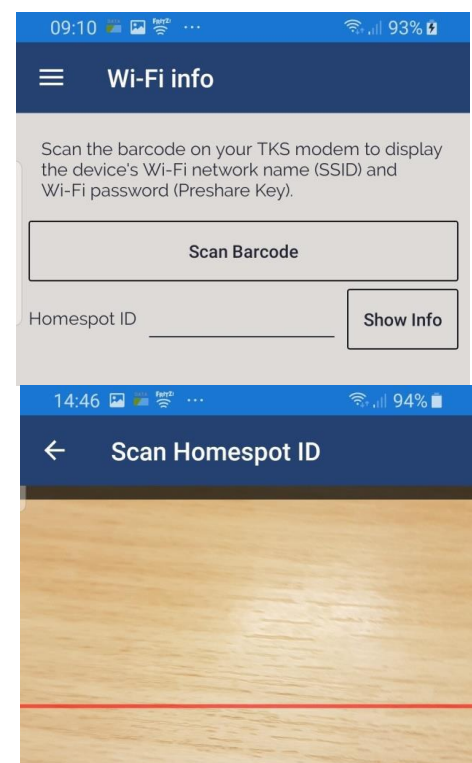 09:10 ... 93%
Wi-Fi info
Scan the barcode on your TKS modem to display
the device's Wi-Fi network name (SSID) and
Wi-Fi password (Preshare Key).
Scan Barcode
Homespot ID Show Info
14:46 ... 94%
Scan Homespot ID